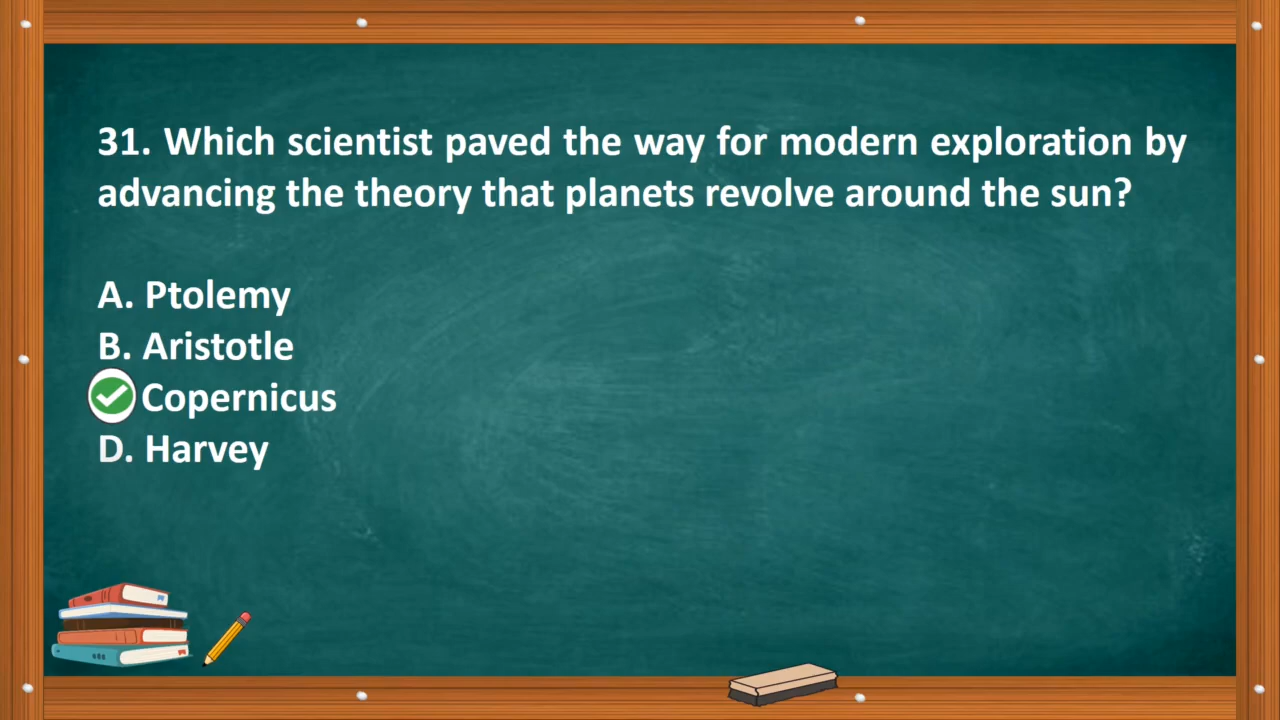 31. Which scientist paved the way for modern exploration by
advancing the theory that planets revolve around the sun?
A. Ptolemy
B. Aristotle
Copernicus
D. Harvey